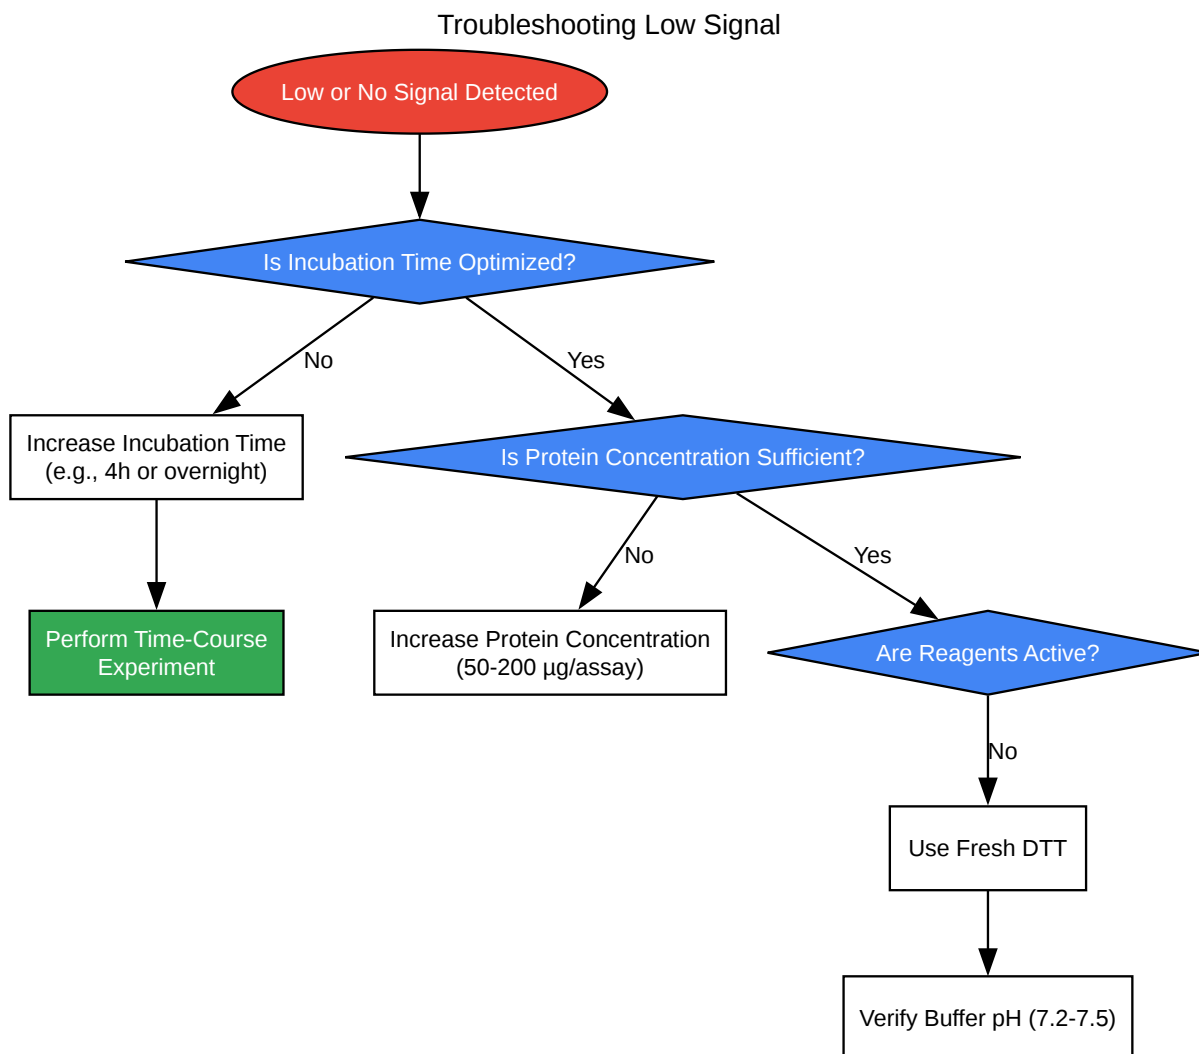 Troubleshooting Low Signal
Low or No Signal Detected
Is Incubation Time Optimized?
No
Yes
Increase Incubation Time
(e.g., 4h or overnight)
Is Protein Concentration Sufficient?
No
Yes
Perform Time-Course
Experiment
Increase Protein Concentration
(50-200 µg/assay)
Are Reagents Active?
No
Use Fresh DTT
Verify Buffer pH (7.2-7.5)